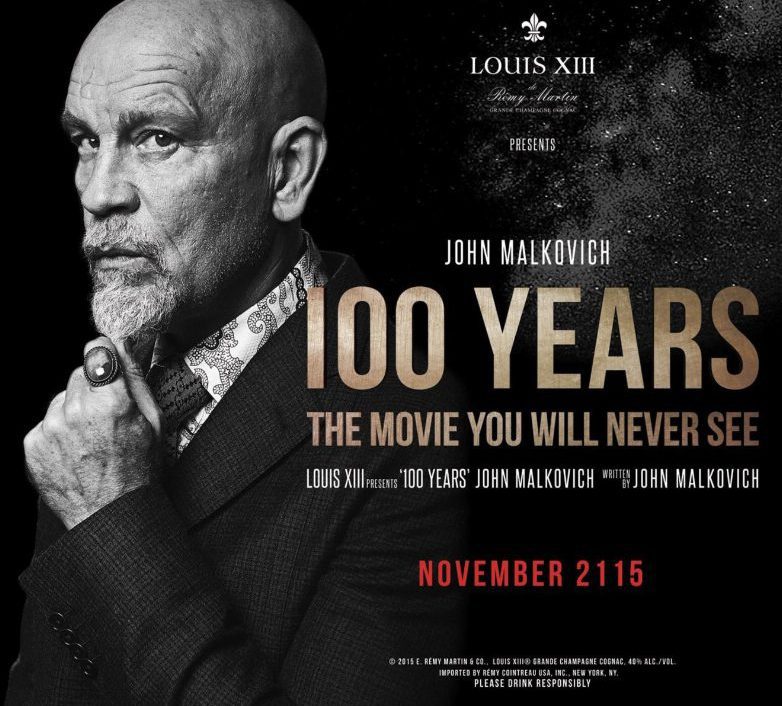 LOUIS XIII
de
Rémy Martin
GRANDE CHAMPAGNE COGNAC
PRESENTS
JOHN MALKOVICH
100 YEARS
THE MOVIE YOU WILL NEVER SEE
LOUIS XIII PRESENTS '100 YEARS' JOHN MALKOVICH WRITTEN BY JOHN MALKOVICH
NOVEMBER 2115
© 2015 E. RÉMY MARTIN & CO., LOUIS XIII® GRANDE CHAMPAGNE COGNAC, 40% ALC./VOL.
IMPORTED BY RÉMY COINTREAU USA, INC., NEW YORK, NY.
PLEASE DRINK RESPONSIBLY